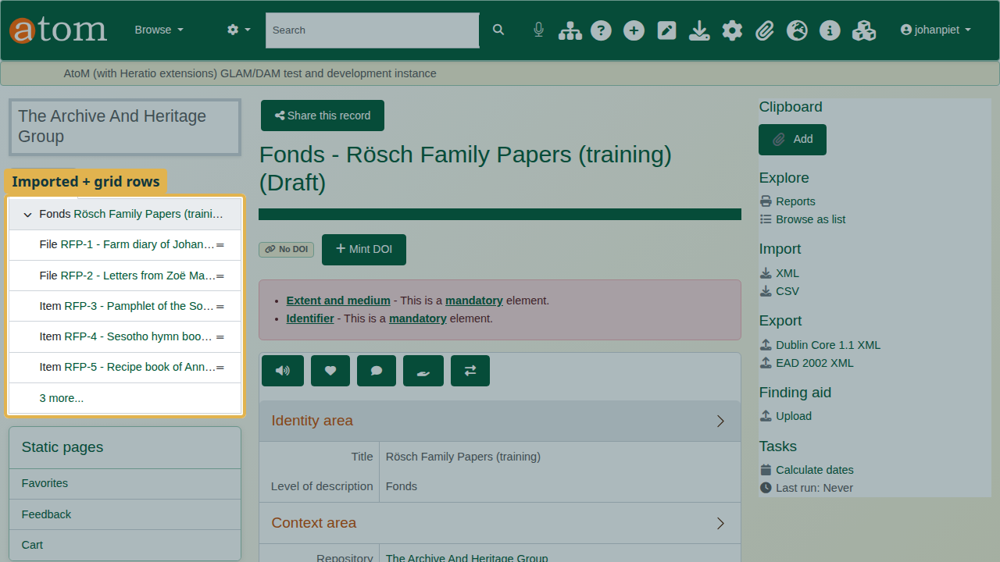 atom
Browse
Search
johanpiet
AtoM (with Heratio extensions) GLAM/DAM test and development instance
The Archive And Heritage
Group
Imported + grid rows
Fonds Rösch Family Papers (traini...
File RFP-1 - Farm diary of Johan...
File RFP-2 - Letters from Zoë Ma...
Item RFP-3 - Pamphlet of the So...
Item RFP-4 - Sesotho hymn boo...
Item RFP-5 - Recipe book of Ann...
3 more...
Static pages
Favorites
Feedback
Cart
Share this record
Fonds - Rösch Family Papers (training)
(Draft)
No DOI
Mint DOI
Extent and medium - This is a mandatory element.
Identifier - This is a mandatory element.
Identity area
Title Rösch Family Papers (training)
Level of description Fonds
Context area
Repository The Archive And Heritage Group
Clipboard
Add
Explore
Reports
Browse as list
Import
XML
CSV
Export
Dublin Core 1.1 XML
EAD 2002 XML
Finding aid
Upload
Tasks
Calculate dates
Last run: Never